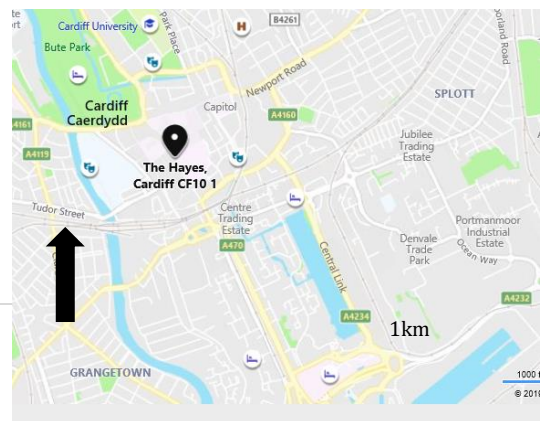 Cardiff University
Park
Place
B4261
Bute Park
Newport Road
SPLOTT
Cardiff
Caerdydd
Capitol
A4160
4161
Jubilee
Trading
Estate
A4119
The Hayes,
Cardiff CF10 1
Tudor Street
Centre
Trading
Estate
Portmanmoor
Industrial
Estate
A470
Denvale
Trade
Park
Ocean Way
Central Link
A4232
A4234
1km
GRANGETOWN
1000 f
© 2019